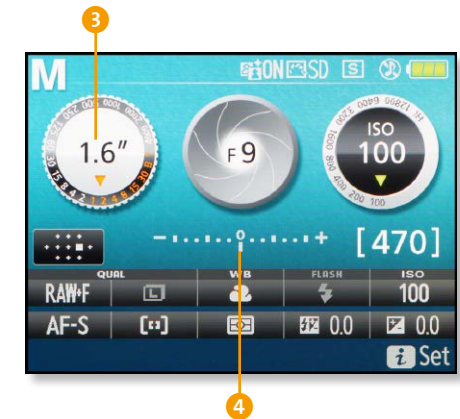 3
M ON SD S
1.6" F9 ISO 100
- 0 + [470]
QUAL WB FLASH ISO
RAW+F L 100
AF-S 0.0 0.0
i Set
4